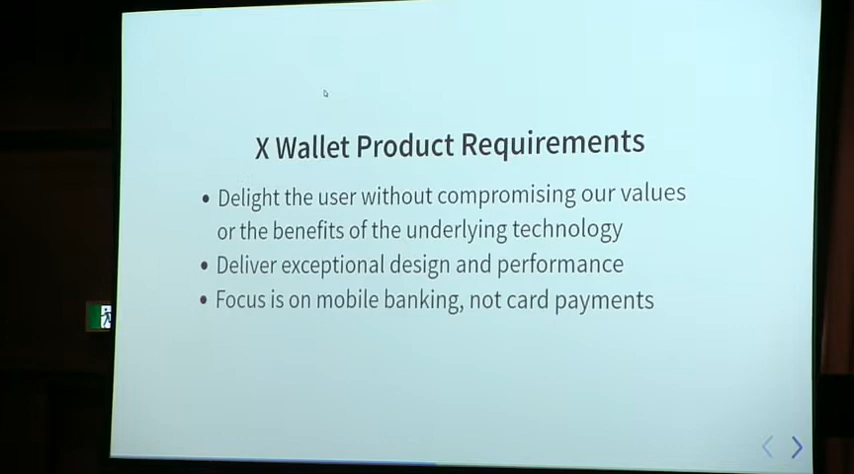 X Wallet Product Requirements
• Delight the user without compromising our values
or the benefits of the underlying technology
• Deliver exceptional design and performance
• Focus is on mobile banking, not card payments